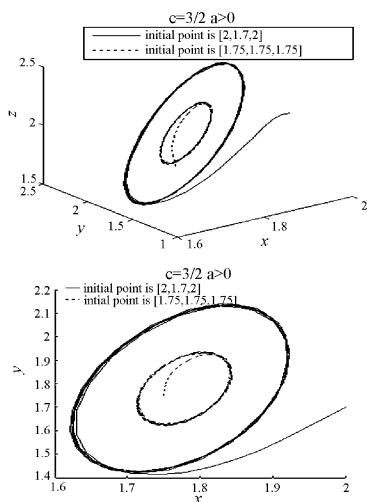 c=3/2 a>0
initial point is [2,1.7,2]
initial point is [1.75,1.75,1.75]
2.5
2
1.5
z
2.5
2
1.5
1
y
1.6
1.8
2
x
c=3/2 a>0
initial point is [2,1.7,2]
intial point is [1.75,1.75,1.75]
2.2
2.1
2
1.9
1.8
1.7
1.6
1.5
1.4
y
1.6
1.7
1.8
1.9
2
x